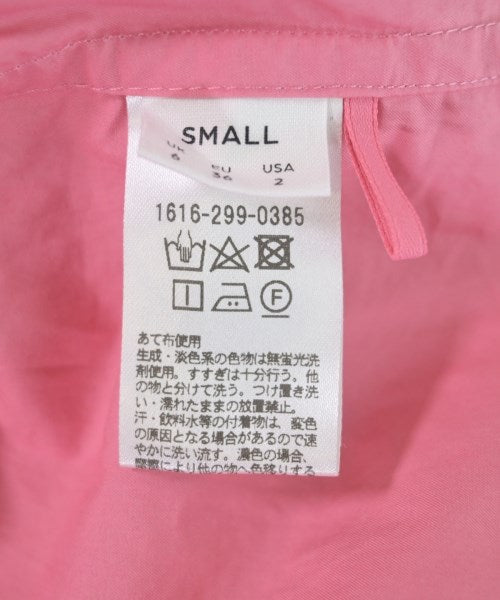 SMALL
UK EU USA
6 36 2
1616-299-0385
F
あて布使用
生成・淡色系の色物は無蛍光洗
剤使用。すすぎは十分行う。他
の物と分けて洗う。つけ置き洗
い・濡れたままの放置禁止。
汗・飲料水等の付着物は、変色
の原因となる場合があるので速
やかに洗い流す。濃色の場合、
摩擦により他の物へ色移りする